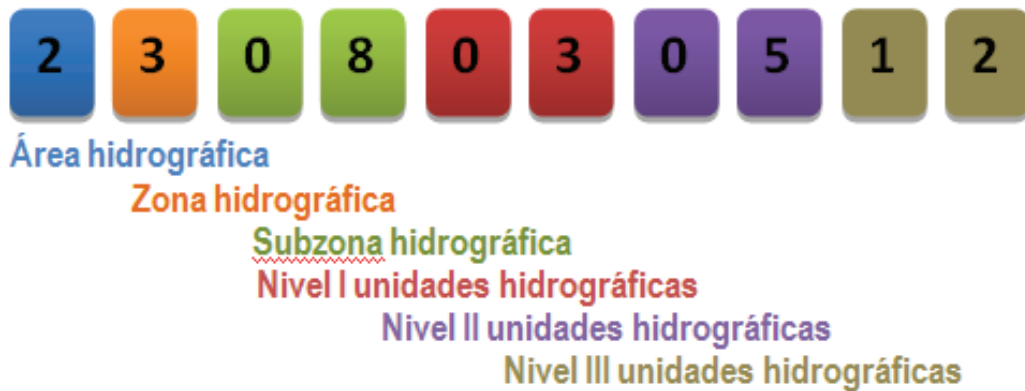 2 3 0 8 0 3 0 5 1 2
Área hidrográfica
Zona hidrográfica
Subzona hidrográfica
Nivel I unidades hidrográficas
Nivel II unidades hidrográficas
Nivel III unidades hidrográficas